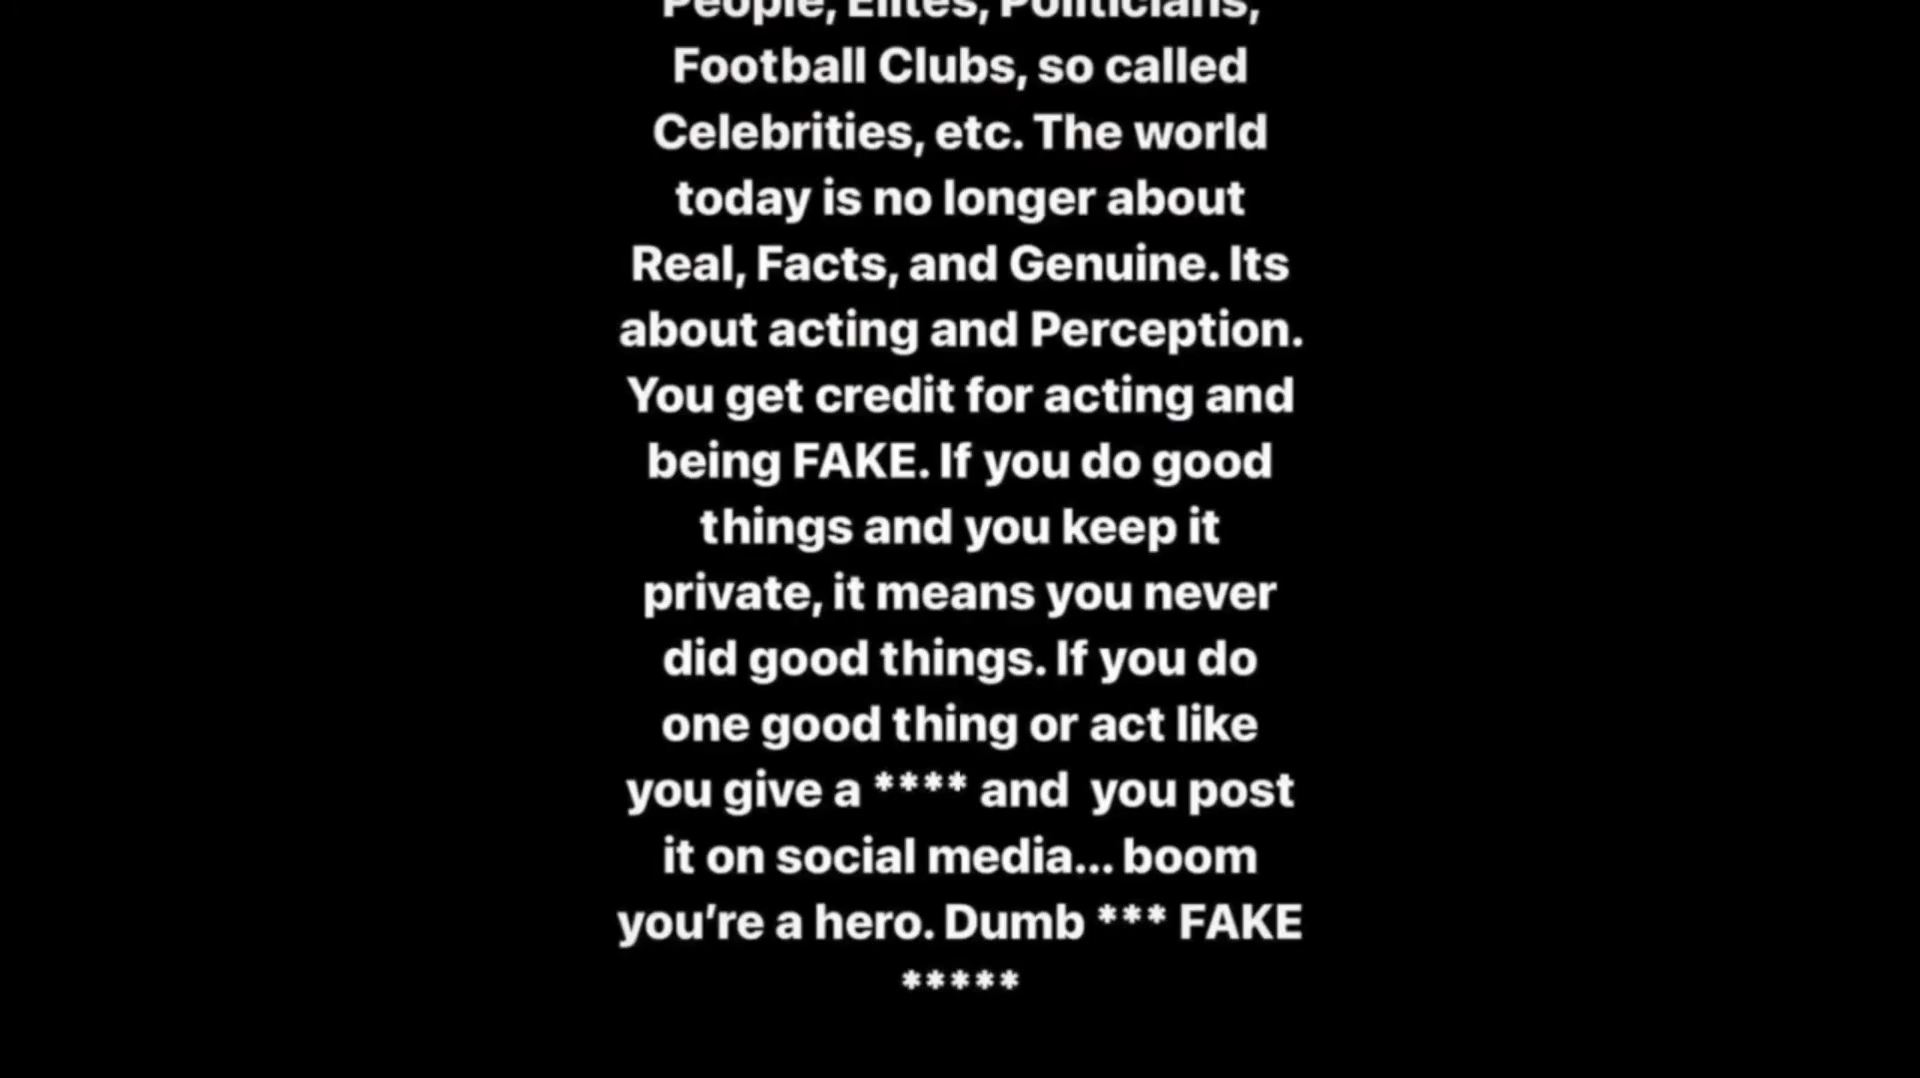 People, Elites, Politicians,
Football Clubs, so called
Celebrities, etc. The world
today is no longer about
Real, Facts, and Genuine. Its
about acting and Perception.
You get credit for acting and
being FAKE. If you do good
things and you keep it
private, it means you never
did good things. If you do
one good thing or act like
you give a **** and  you post
it on social media... boom
you’re a hero. Dumb *** FAKE
*****